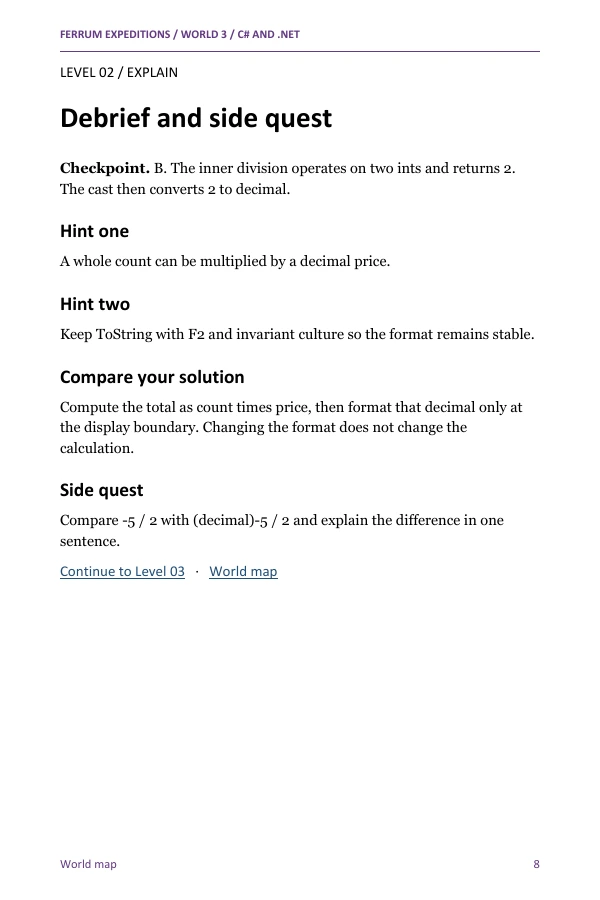 FERRUM EXPEDITIONS / WORLD 3 / C# AND .NET
LEVEL 02 / EXPLAIN
Debrief and side quest
Checkpoint. B. The inner division operates on two ints and returns 2.
The cast then converts 2 to decimal.
Hint one
A whole count can be multiplied by a decimal price.
Hint two
Keep ToString with F2 and invariant culture so the format remains stable.
Compare your solution
Compute the total as count times price, then format that decimal only at
the display boundary. Changing the format does not change the
calculation.
Side quest
Compare -5 / 2 with (decimal)-5 / 2 and explain the difference in one
sentence.
Continue to Level 03 · World map
World map 8